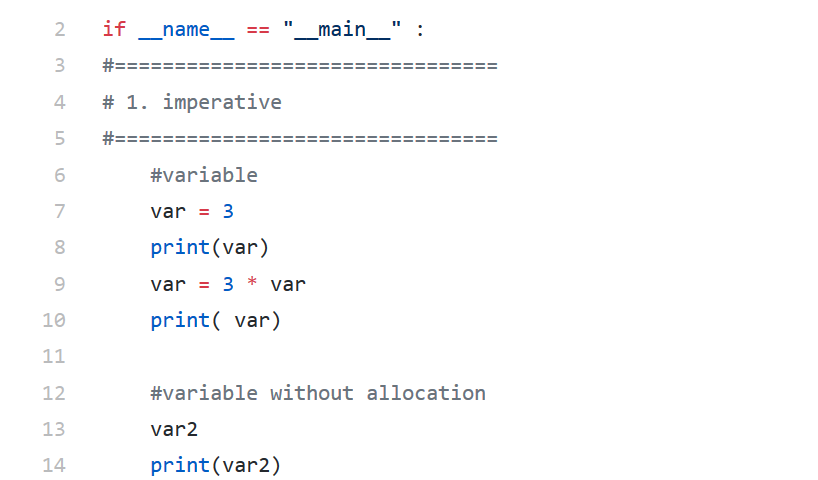 2 if __name__ == "__main__" :
3 #================================
4 # 1. imperative
5 #================================
6 #variable
7 var = 3
8 print(var)
9 var = 3 * var
10 print( var)
11
12 #variable without allocation
13 var2
14 print(var2)